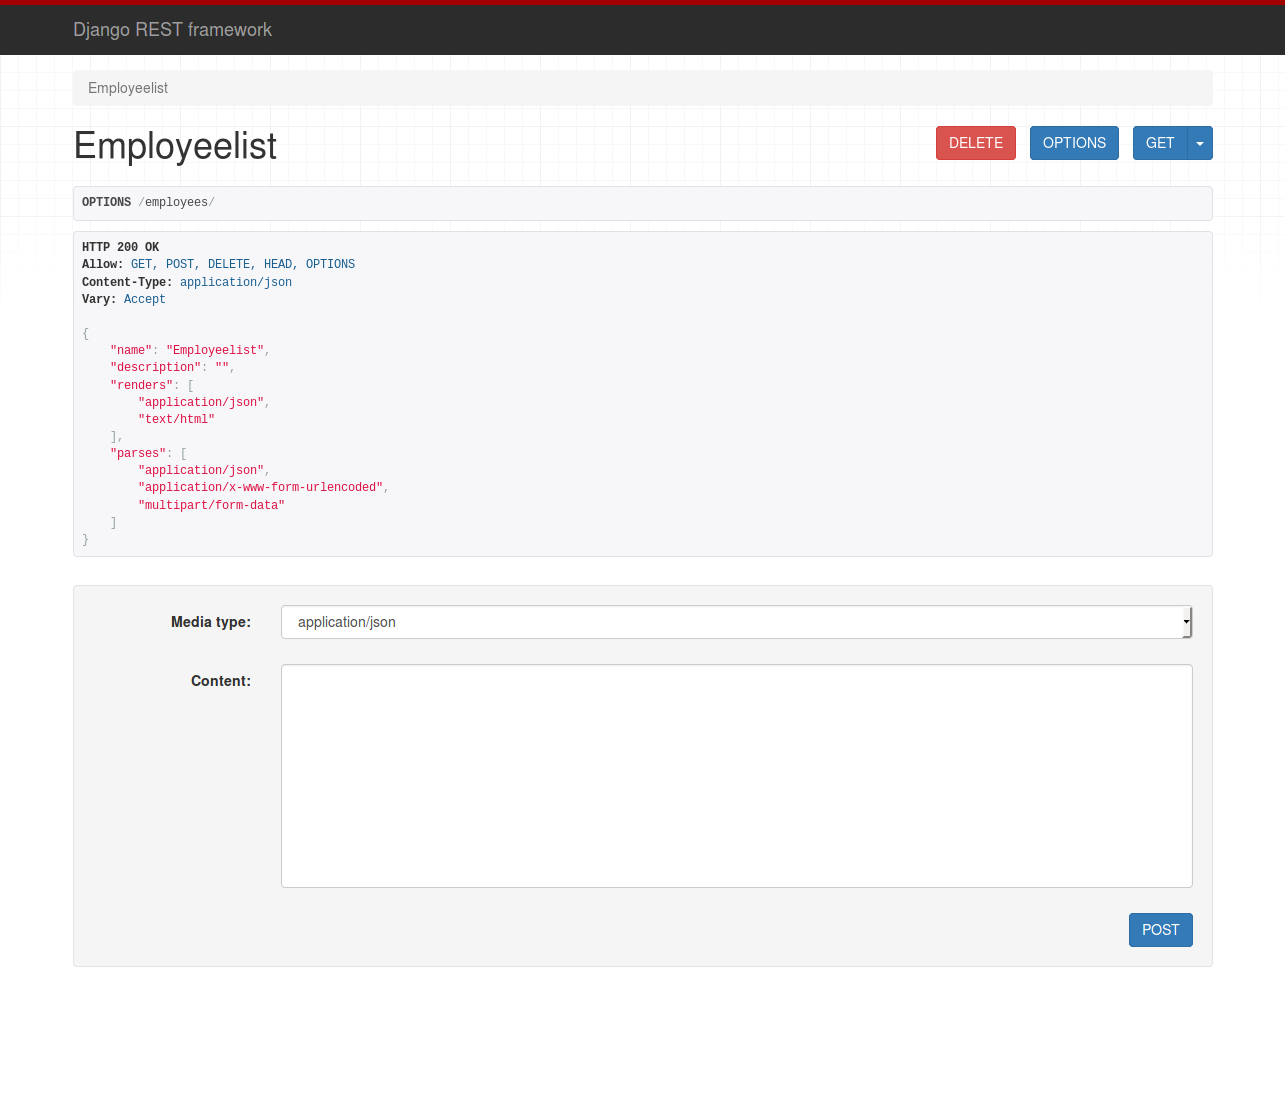 Django REST framework
Employeelist
Employeelist
DELETE OPTIONS GET
OPTIONS /employees/
HTTP 200 OK
Allow: GET, POST, DELETE, HEAD, OPTIONS
Content-Type: application/json
Vary: Accept
{
    "name": "Employeelist",
    "description": "",
    "renders": [
        "application/json",
        "text/html"
    ],
    "parses": [
        "application/json",
        "application/x-www-form-urlencoded",
        "multipart/form-data"
    ]
}
Media type: application/json
Content:
POST